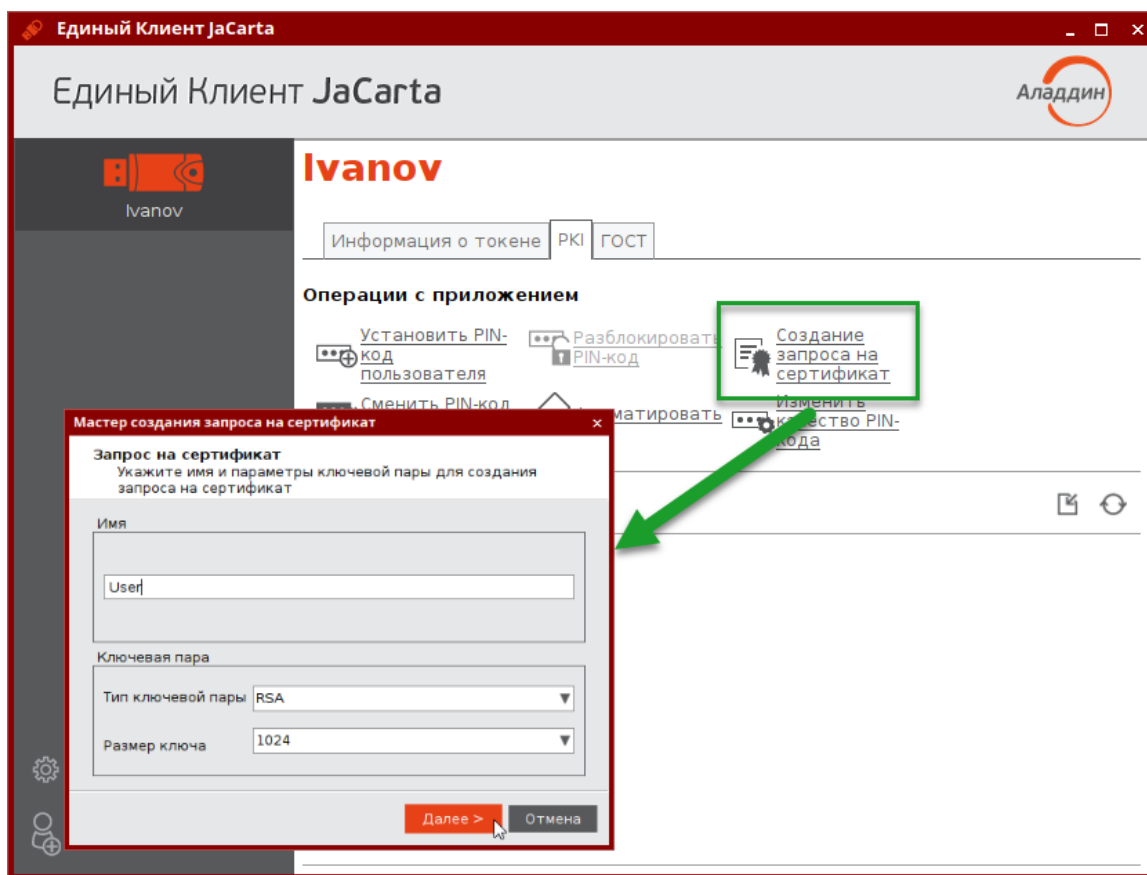 Единый Клиент JaCarta
Единый Клиент JaCarta
Аладдин
Ivanov
Ivanov
Информация о токене
PKI
ГОСТ
Операции с приложением
Установить PIN-
код
пользователя
Разблокировать
PIN-код
Создание
запроса на
сертификат
Сменить PIN-код
Изменить
качество PIN-
кода
Мастер создания запроса на сертификат
Запрос на сертификат
Укажите имя и параметры ключевой пары для создания
запроса на сертификат
Имя
User
Ключевая пара
Тип ключевой пары
RSA
Размер ключа
1024
Далее >
Отмена